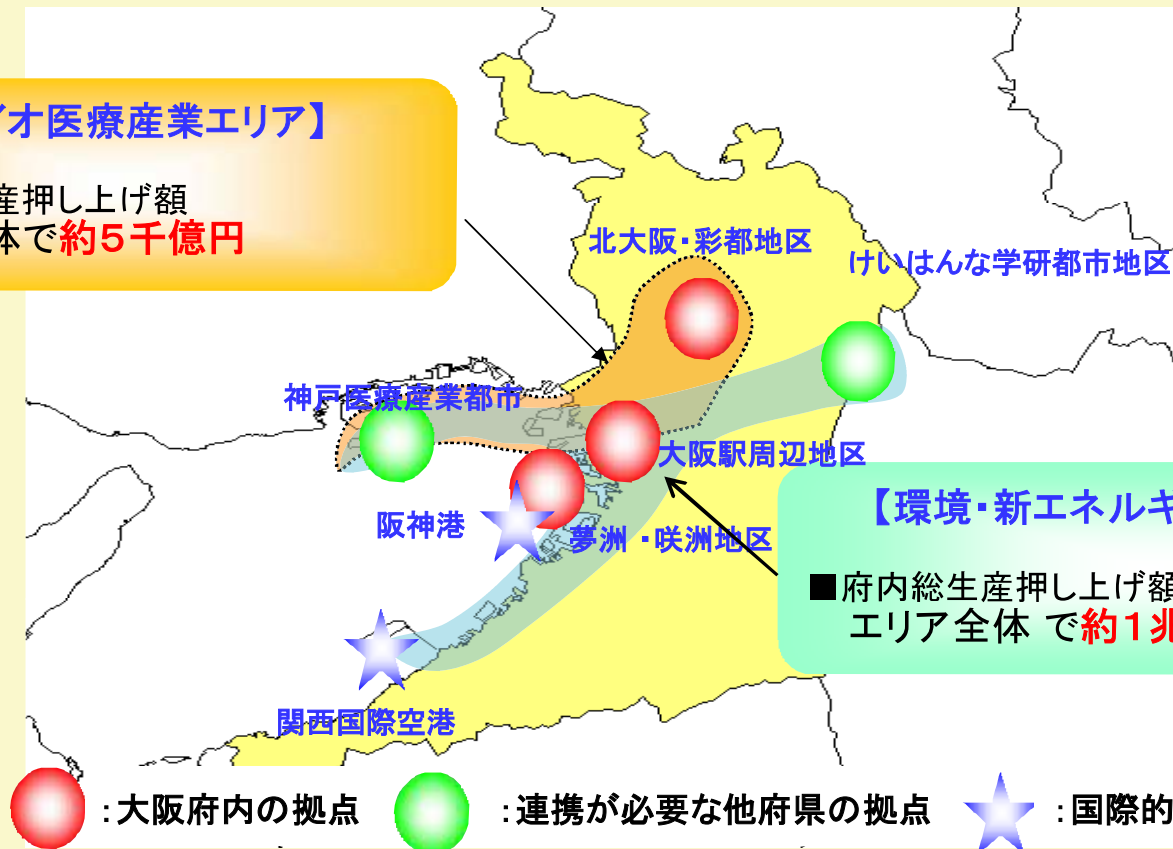 イオ医療産業エリア】
産押し上げ額
体で約5千億円
北大阪・彩都地区
けいはんな学研都市地区
神戸医療産業都市
大阪駅周辺地区
阪神港
夢洲・咲洲地区
【環境・新エネルギ
■府内総生産押し上げ額
エリア全体 で約1兆
関西国際空港
:大阪府内の拠点 :連携が必要な他府県の拠点 :国際的